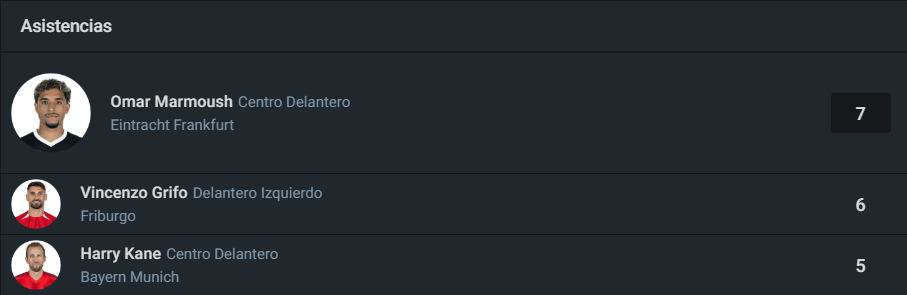 Asistencias
Omar Marmoush Centro Delantero
Eintracht Frankfurt
7
Vincenzo Grifo Delantero Izquierdo
Friburgo
6
Harry Kane Centro Delantero
Bayern Munich
5